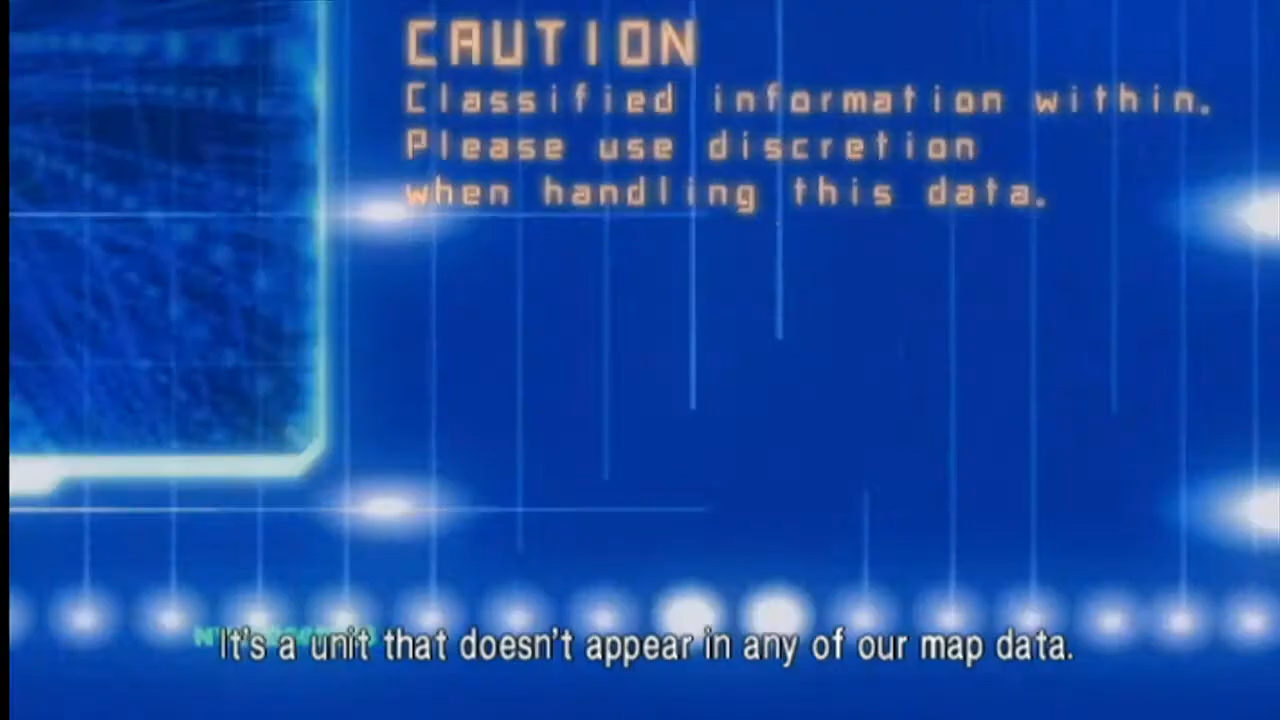 CAUTION
Classified information within.
Please use discretion
when handling this data.
It's a unit that doesn't appear in any of our map data.